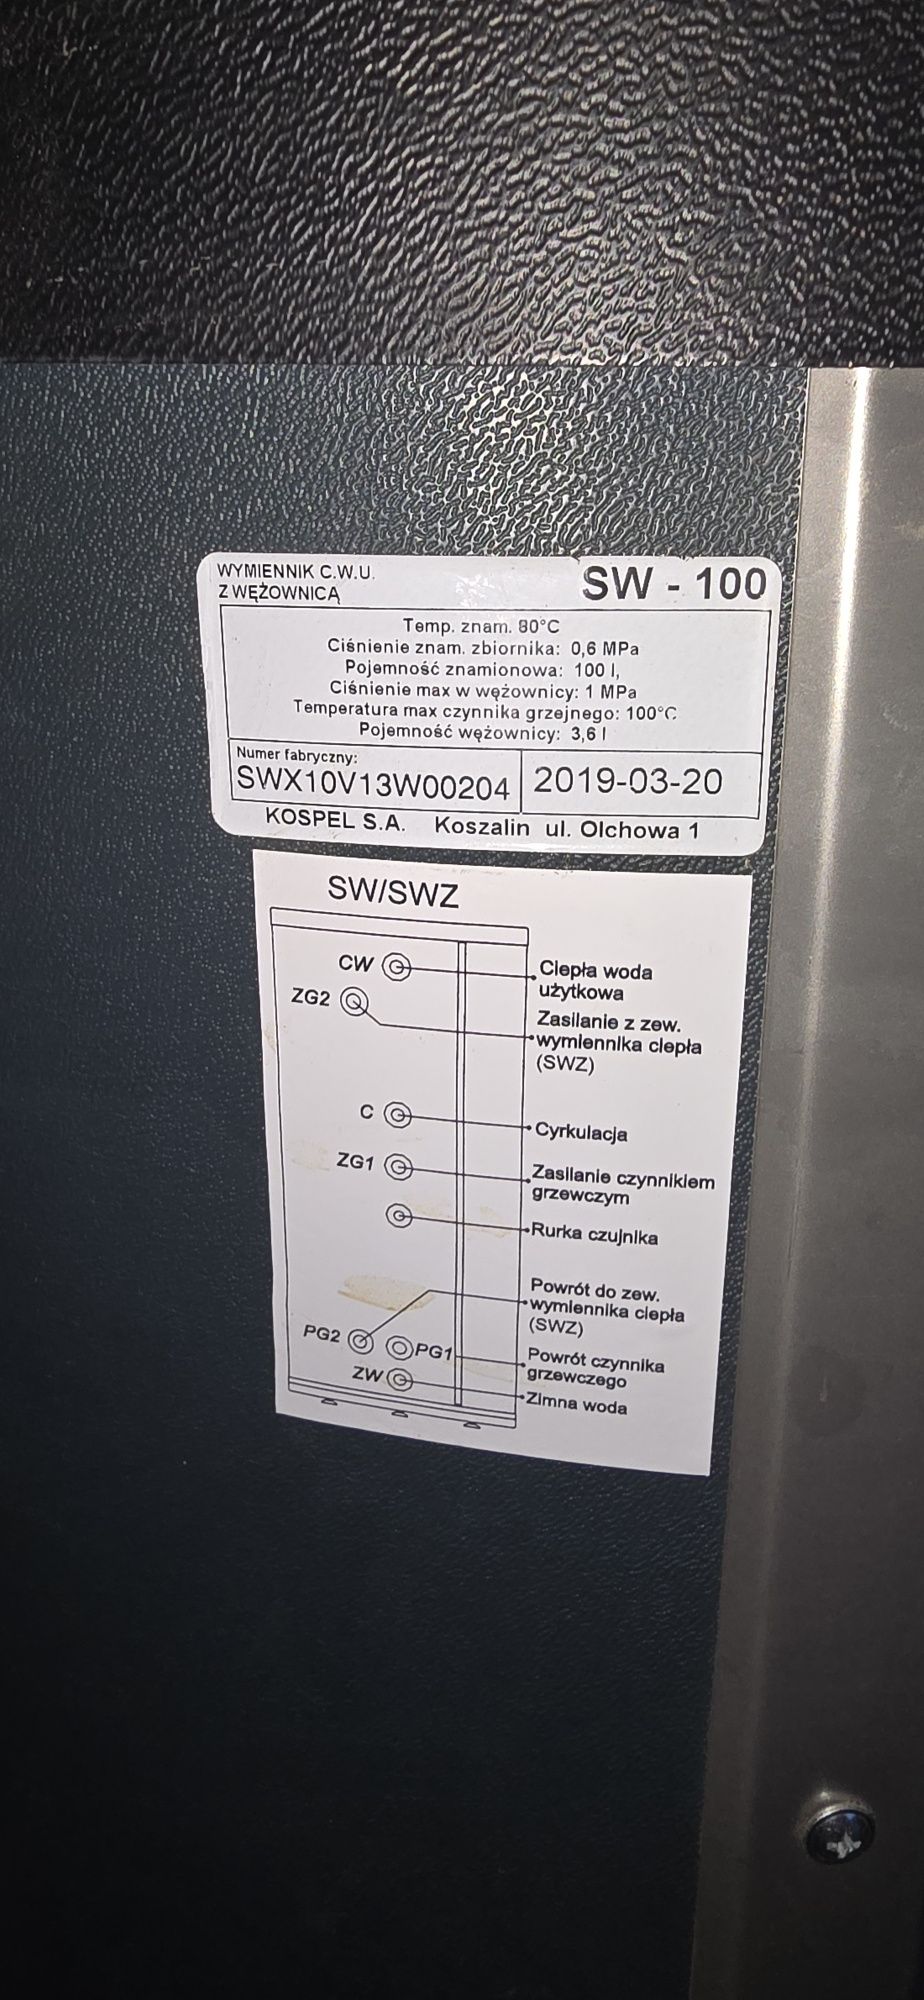 WYMIENNIK C.W.U.
Z WĘŻOWNICĄ
SW - 100
Temp. znam. 80°C
Ciśnienie znam. zbiornika: 0,6 MPa
Pojemność znamionowa: 100 l,
Ciśnienie max w wężownicy: 1 MPa
Temperatura max czynnika grzejnego: 100°C
Pojemność wężownicy: 3,6 l
Numer fabryczny:
SWX10V13W00204
2019-03-20
KOSPEL S.A. Koszalin ul. Olchowa 1
SW/SWZ
CW
Ciepła woda
użytkowa
ZG2
Zasilanie z zew.
wymiennika ciepła
(SWZ)
C
Cyrkulacja
ZG1
Zasilanie czynnikiem
grzewczym
Rurka czujnika
Powrót do zew.
wymiennika ciepła
(SWZ)
PG2
PG1
Powrót czynnika
grzewczego
ZW
Zimna woda